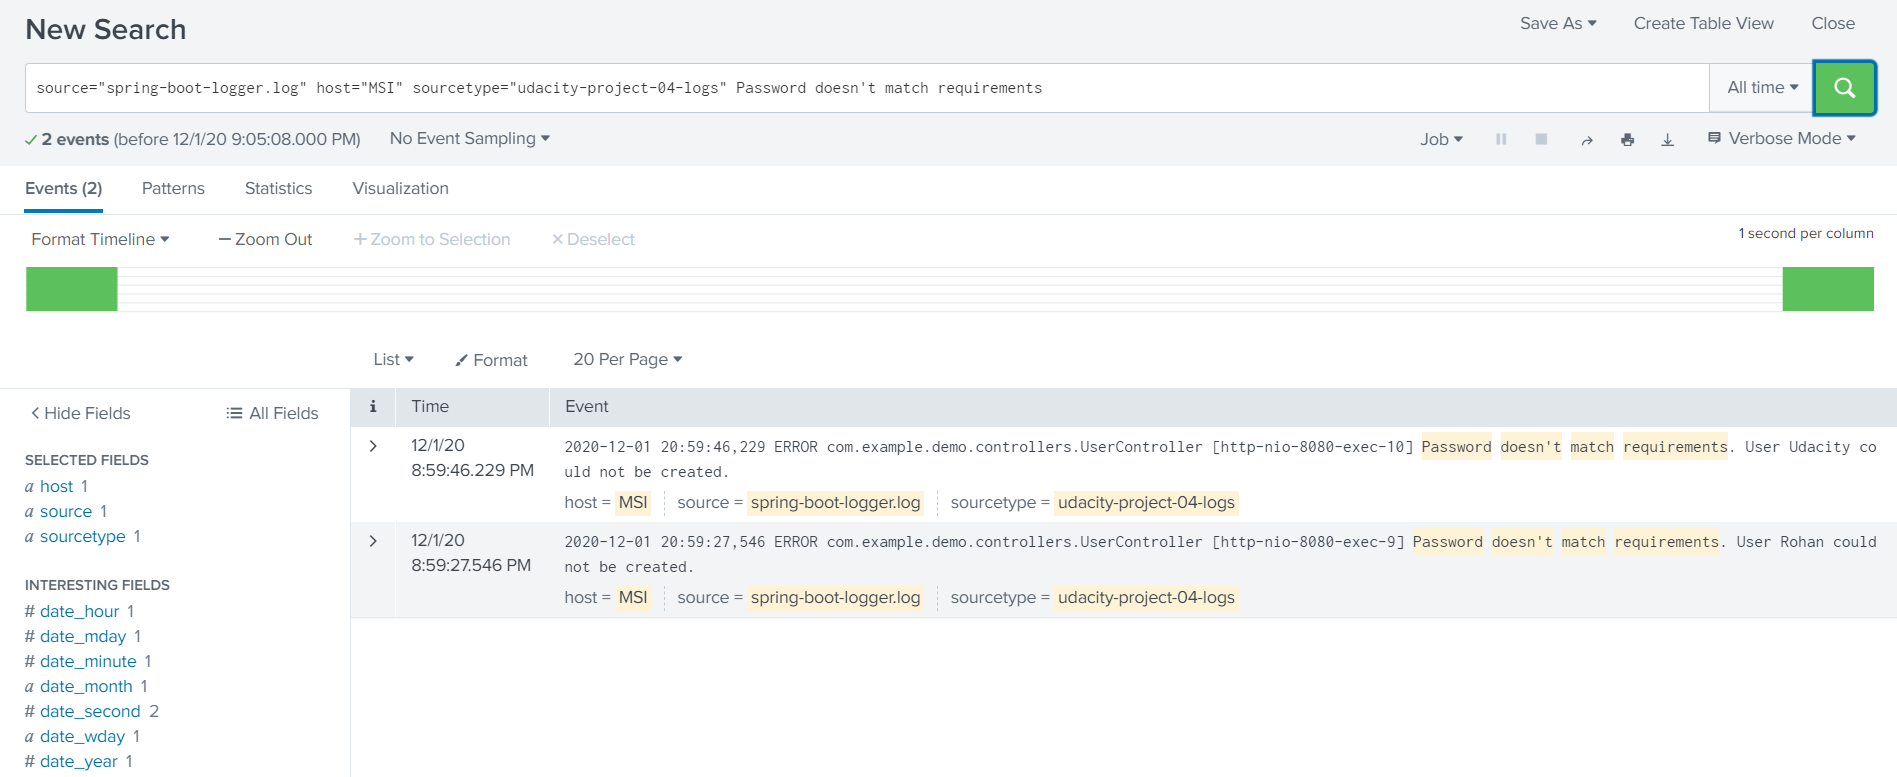 New Search
Save As Create Table View Close
source="spring-boot-logger.log" host="MSI" sourcetype="udacity-project-04-logs" Password doesn't match requirements
All time
2 events (before 12/1/20 9:05:08.000 PM) No Event Sampling
Job Verbose Mode
Events (2) Patterns Statistics Visualization
Format Timeline — Zoom Out + Zoom to Selection × Deselect
1 second per column
List Format 20 Per Page
< Hide Fields All Fields
SELECTED FIELDS
a host 1
a source 1
a sourcetype 1
INTERESTING FIELDS
# date_hour 1
# date_mday 1
# date_minute 1
a date_month 1
# date_second 2
a date_wday 1
# date_year 1
i Time Event
12/1/20
8:59:46.229 PM
2020-12-01 20:59:46,229 ERROR com.example.demo.controllers.UserController [http-nio-8080-exec-10] Password doesn't match requirements. User Udacity co
uld not be created.
host = MSI source = spring-boot-logger.log sourcetype = udacity-project-04-logs
12/1/20
8:59:27.546 PM
2020-12-01 20:59:27,546 ERROR com.example.demo.controllers.UserController [http-nio-8080-exec-9] Password doesn't match requirements. User Rohan could
not be created.
host = MSI source = spring-boot-logger.log sourcetype = udacity-project-04-logs